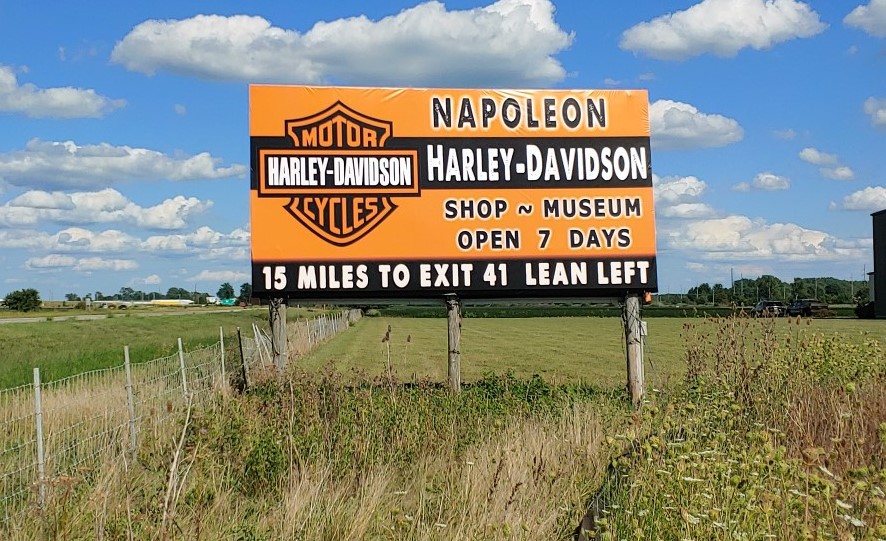 MOTOR
HARLEY-DAVIDSON
CYCLES
NAPOLEON
HARLEY-DAVIDSON
SHOP ~ MUSEUM
OPEN 7 DAYS
15 MILES TO EXIT 41 LEAN LEFT